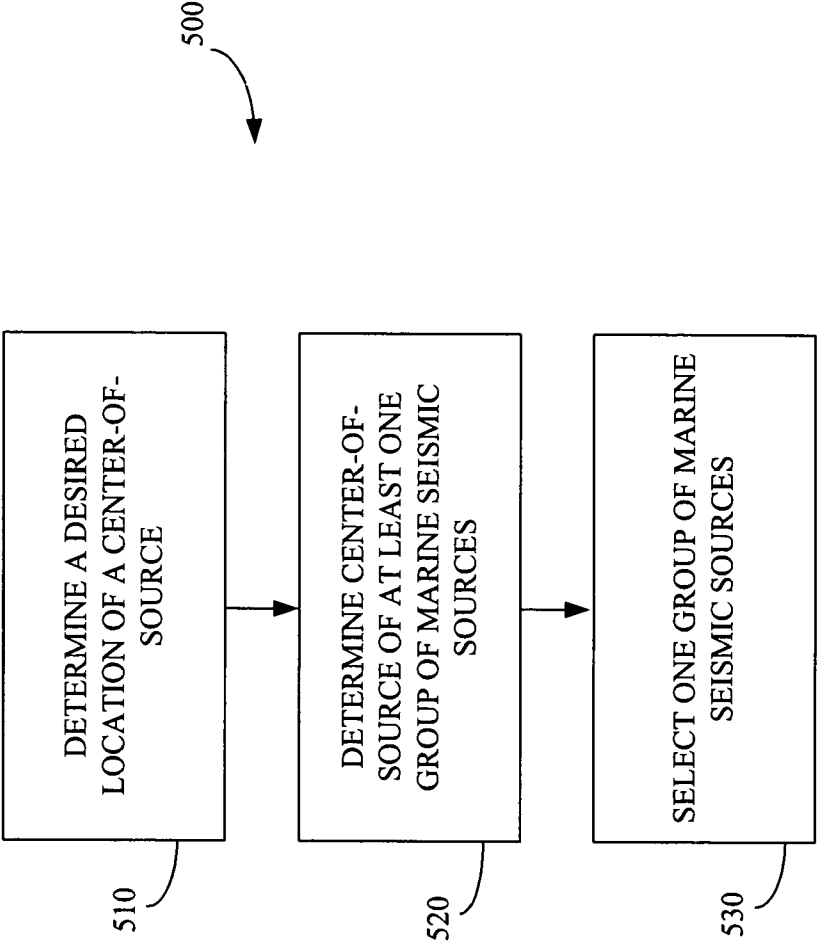 500
510
DETERMINE A DESIRED
LOCATION OF A CENTER-OF-
SOURCE
520
DETERMINE CENTER-OF-
SOURCE OF AT LEAST ONE
GROUP OF MARINE SEISMIC
SOURCES
530
SELECT ONE GROUP OF MARINE
SEISMIC SOURCES